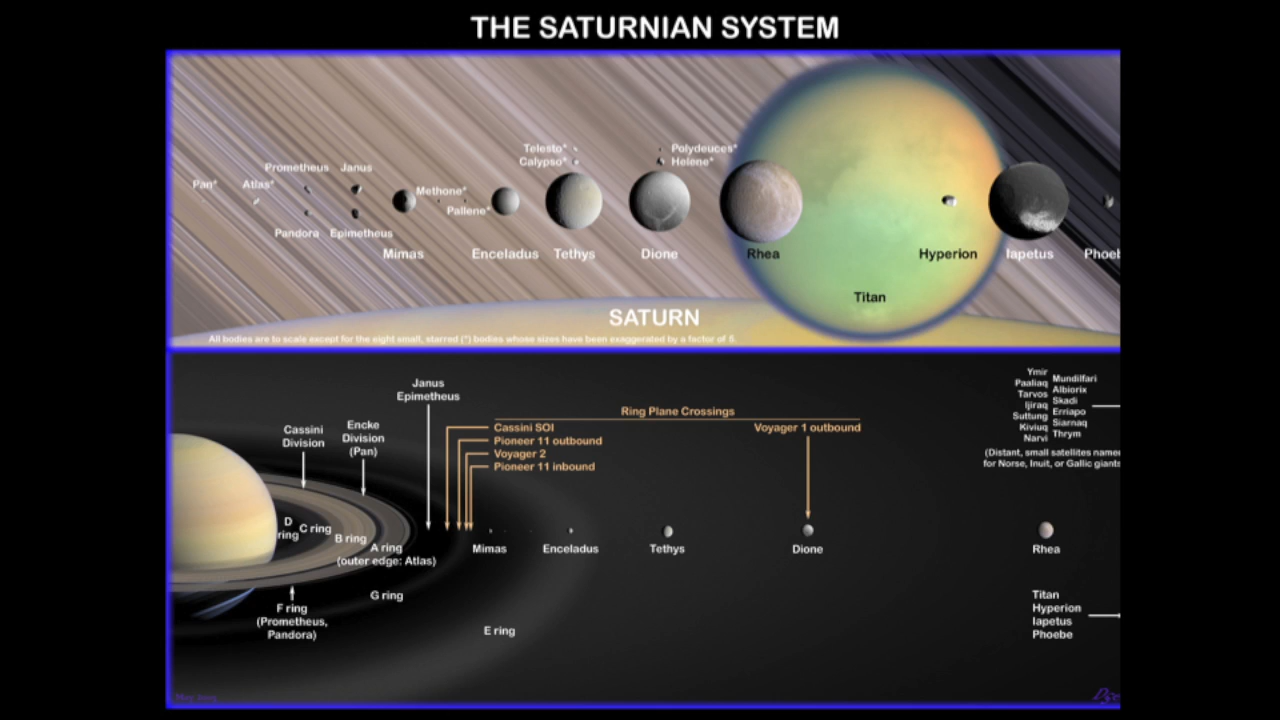 THE SATURNIAN SYSTEM
Telesto*
Calypso*
Polydeuces*
Helene*
Prometheus
Janus
Pan*
Atlas*
Methone*
Pallene*
Pandora
Epimetheus
Mimas
Enceladus
Tethys
Dione
Rhea
Hyperion
Iapetus
Phoeb
Titan
SATURN
All bodies are to scale except for the eight small, starred (*) bodies whose sizes have been exaggerated by a factor of 5.
Janus
Epimetheus
Cassini
Division
Encke
Division
(Pan)
Ring Plane Crossings
Cassini SOI
Pioneer 11 outbound
Voyager 2
Pioneer 11 inbound
Voyager 1 outbound
Ymir
Paaliaq
Tarvos
Ijiraq
Suttung
Kiviuq
Narvi
Mundilfari
Albiorix
Skadi
Erriapo
Siarnaq
Thrym
(Distant, small satellites name
for Norse, Inuit, or Gallic giants
D
ring
C ring
B ring
A ring
(outer edge: Atlas)
Mimas
Enceladus
Tethys
Dione
Rhea
G ring
F ring
(Prometheus,
Pandora)
E ring
Titan
Hyperion
Iapetus
Phoebe